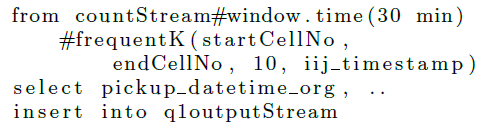 from countStream#window.time(30 min)
#frequentK(startCellNo,
endCellNo, 10, iij_timestamp)
select pickup_datetime_org, ..
insert into q1outputStream